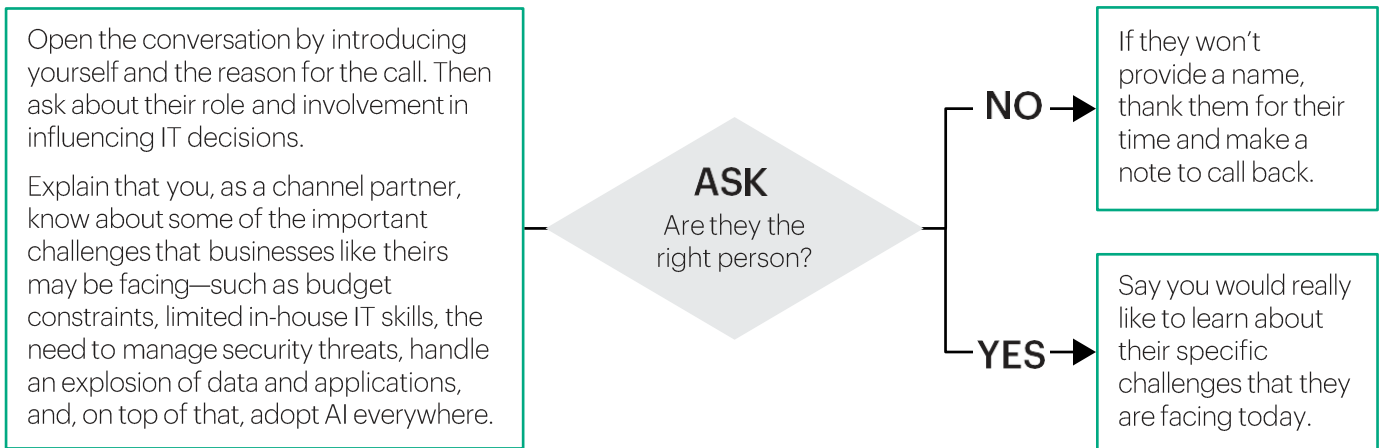 Open the conversation by introducing
yourself and the reason for the call. Then
ask about their role and involvement in
influencing IT decisions.
Explain that you, as a channel partner,
know about some of the important
challenges that businesses like theirs
may be facing—such as budget
constraints, limited in-house IT skills, the
need to manage security threats, handle
an explosion of data and applications,
and, on top of that, adopt AI everywhere.
ASK
Are they the
right person?
NO
If they won’t
provide a name,
thank them for their
time and make a
note to call back.
YES
Say you would really
like to learn about
their specific
challenges that they
are facing today.